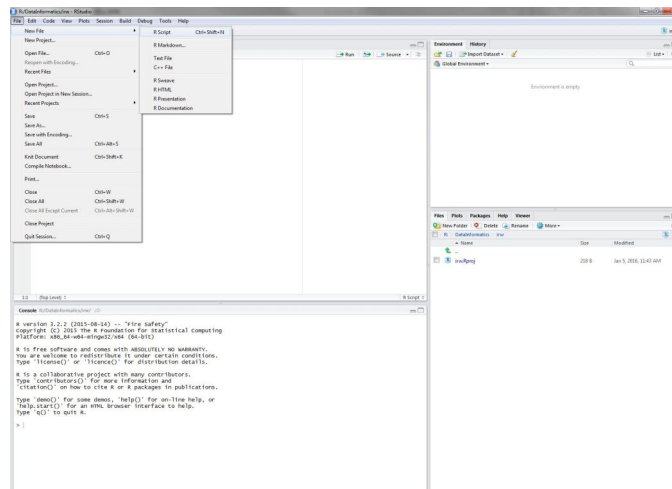 R:/DataInformatics/irw - RStudio
File Edit Code View Plots Session Build Debug Tools Help
New File
New Project...
Open File... Ctrl+O
Reopen with Encoding...
Recent Files
Open Project...
Open Project in New Session...
Recent Projects
Save Ctrl+S
Save As...
Save with Encoding...
Save All Ctrl+Alt+S
Knit Document Ctrl+Shift+K
Compile Notebook...
Print...
Close Ctrl+W
Close All Ctrl+Shift+W
Close All Except Current Ctrl+Alt+Shift+W
Close Project
Quit Session... Ctrl+Q
R Script Ctrl+Shift+N
R Markdown...
Text File
C++ File
R Sweave
R HTML
R Presentation
R Documentation
Run Source
1:1 (Top Level) R Script
Console R:/DataInformatics/irw/
R version 3.2.2 (2015-08-14) -- "Fire Safety"
Copyright (C) 2015 The R Foundation for Statistical Computing
Platform: x86_64-w64-mingw32/x64 (64-bit)
R is free software and comes with ABSOLUTELY NO WARRANTY.
You are welcome to redistribute it under certain conditions.
Type 'license()' or 'licence()' for distribution details.
R is a collaborative project with many contributors.
Type 'contributors()' for more information and
'citation()' on how to cite R or R packages in publications.
Type 'demo()' for some demos, 'help()' for on-line help, or
'help.start()' for an HTML browser interface to help.
Type 'q()' to quit R.
>
Environment History
Import Dataset List
Global Environment
Environment is empty
Files Plots Packages Help Viewer
New Folder Delete Rename More
R: DataInformatics irw
Name Size Modified
..
irw.Rproj 218 B Jan 5, 2016, 11:43 AM